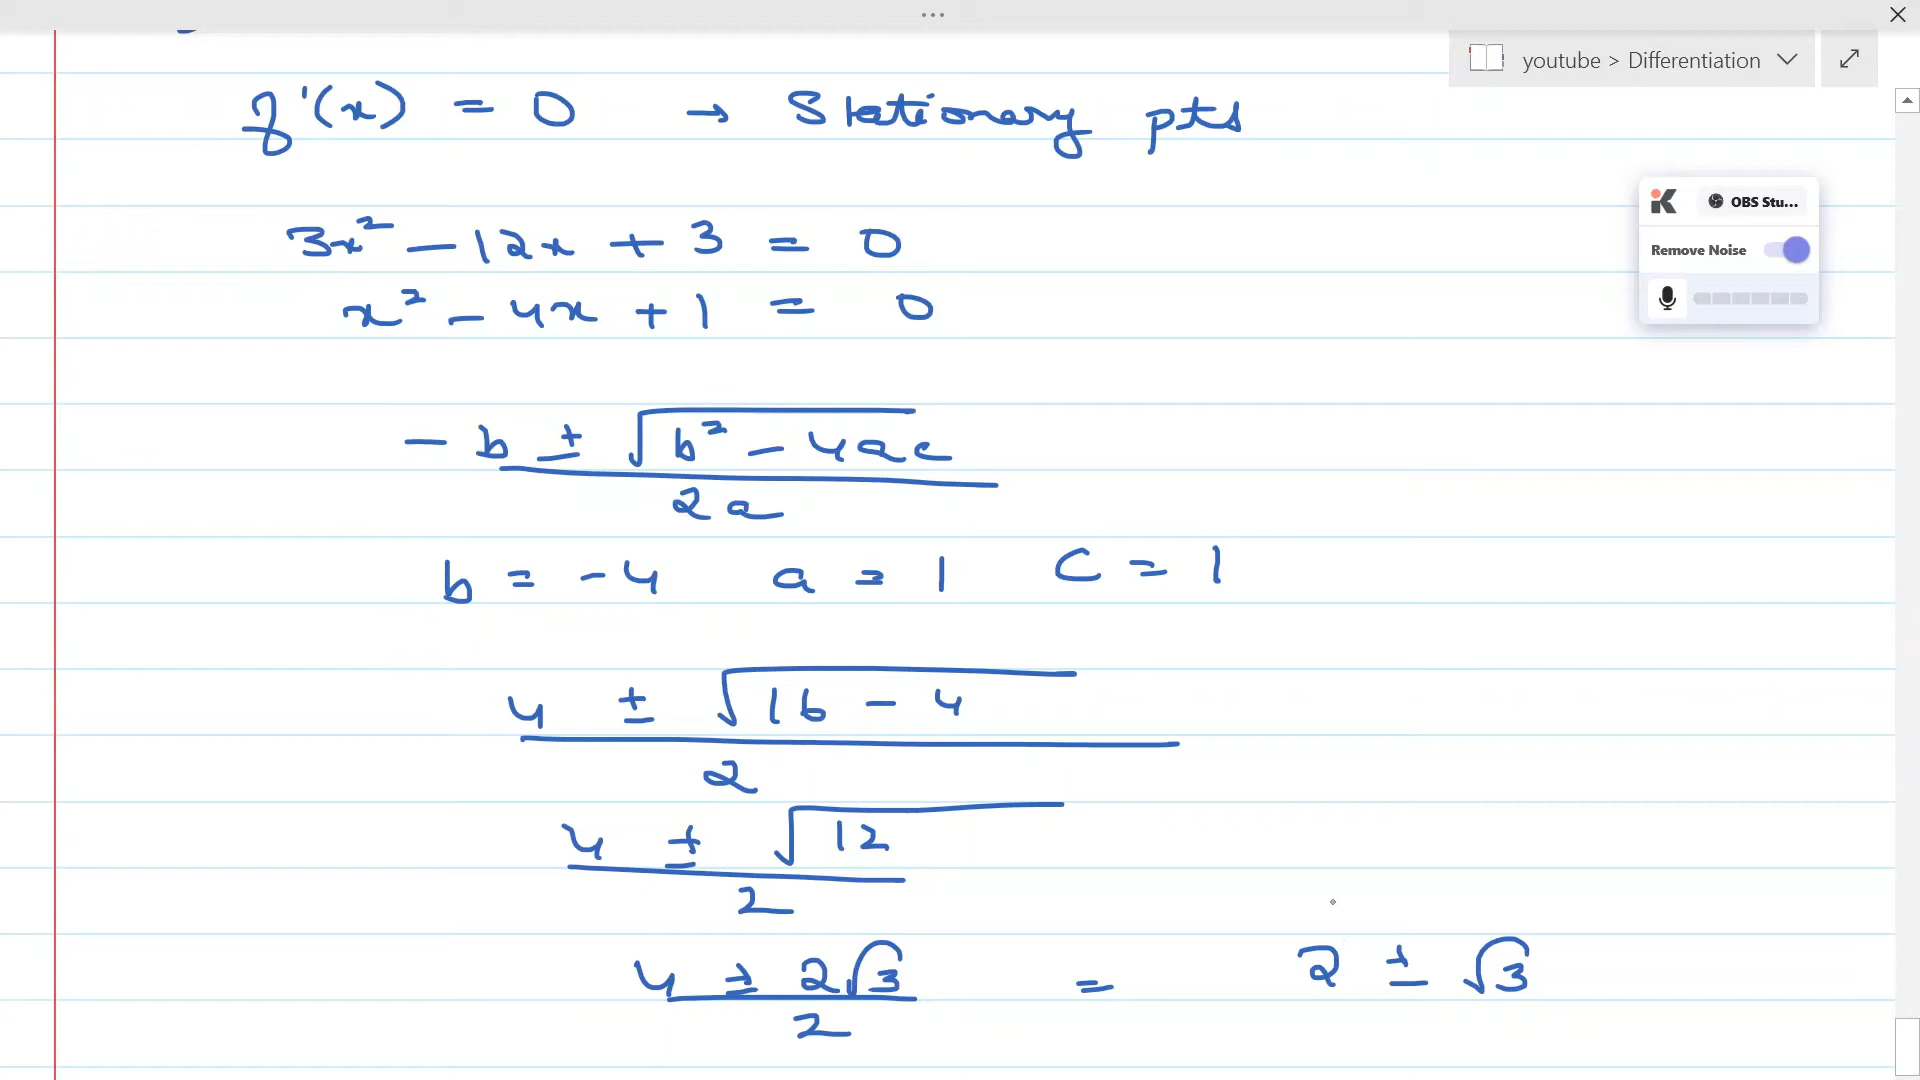 youtube > Differentiation
f'(x) = 0 → Stationary pts
OBS Stu...
3x² - 12x + 3 = 0
Remove Noise
x² - 4x + 1 = 0
- b ± √b² - 4ac
2a
b = -4 a = 1 C = 1
4 ± √16 - 4
2
4 ± √12
2
4 ± 2√3 = 2 ± √3
2